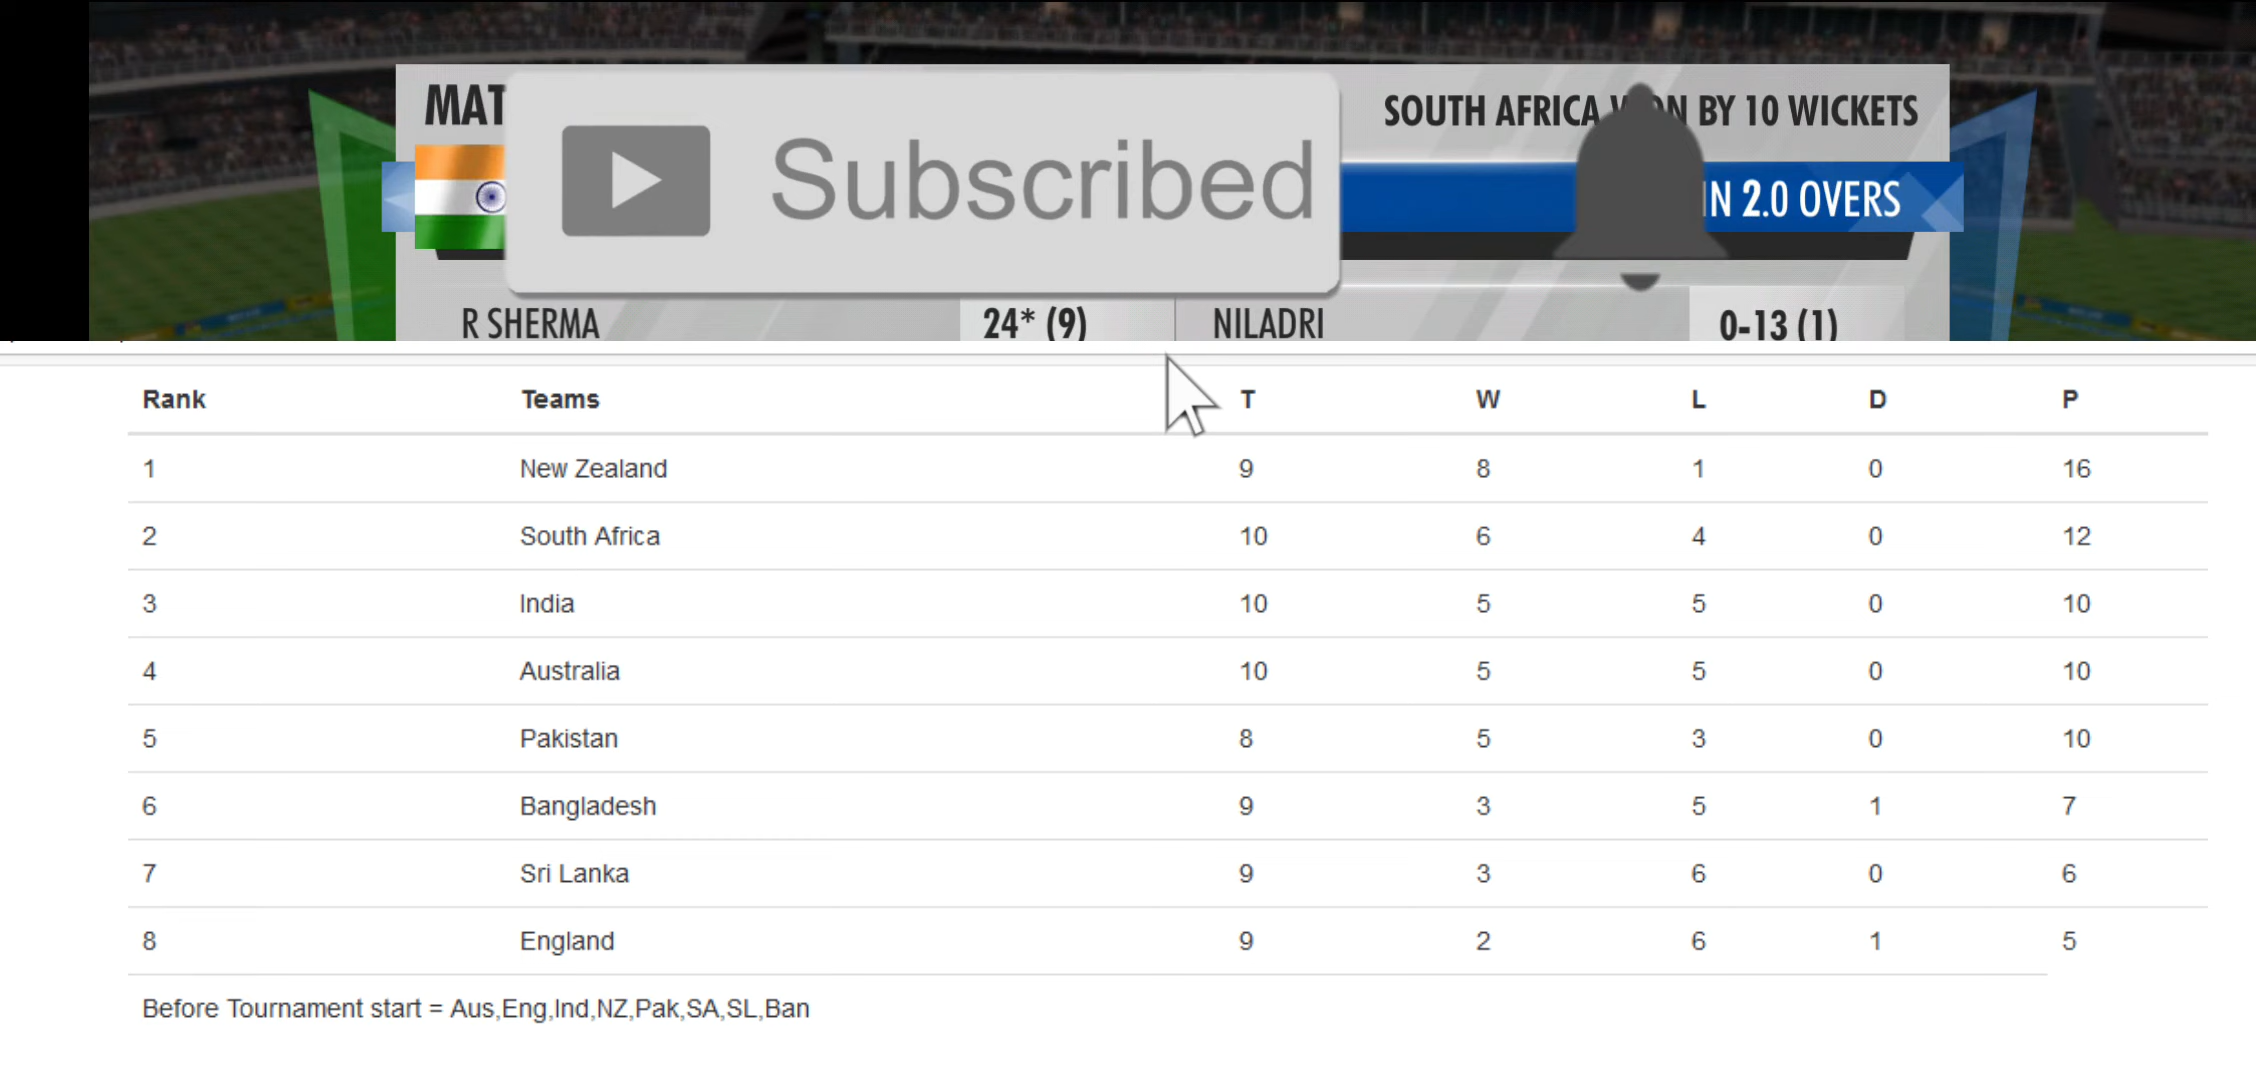 MAT
SOUTH AFRICA BY 10 WICKETS
Subscribed
IN 2.0 OVERS
R SHERMA 24* (9) NILADRI 0-13 (1)
Rank Teams T W L D P
1 New Zealand 9 8 1 0 16
2 South Africa 10 6 4 0 12
3 India 10 5 5 0 10
4 Australia 10 5 5 0 10
5 Pakistan 8 5 3 0 10
6 Bangladesh 9 3 5 1 7
7 Sri Lanka 9 3 6 0 6
8 England 9 2 6 1 5
Before Tournament start = Aus,Eng,Ind,NZ,Pak,SA,SL,Ban